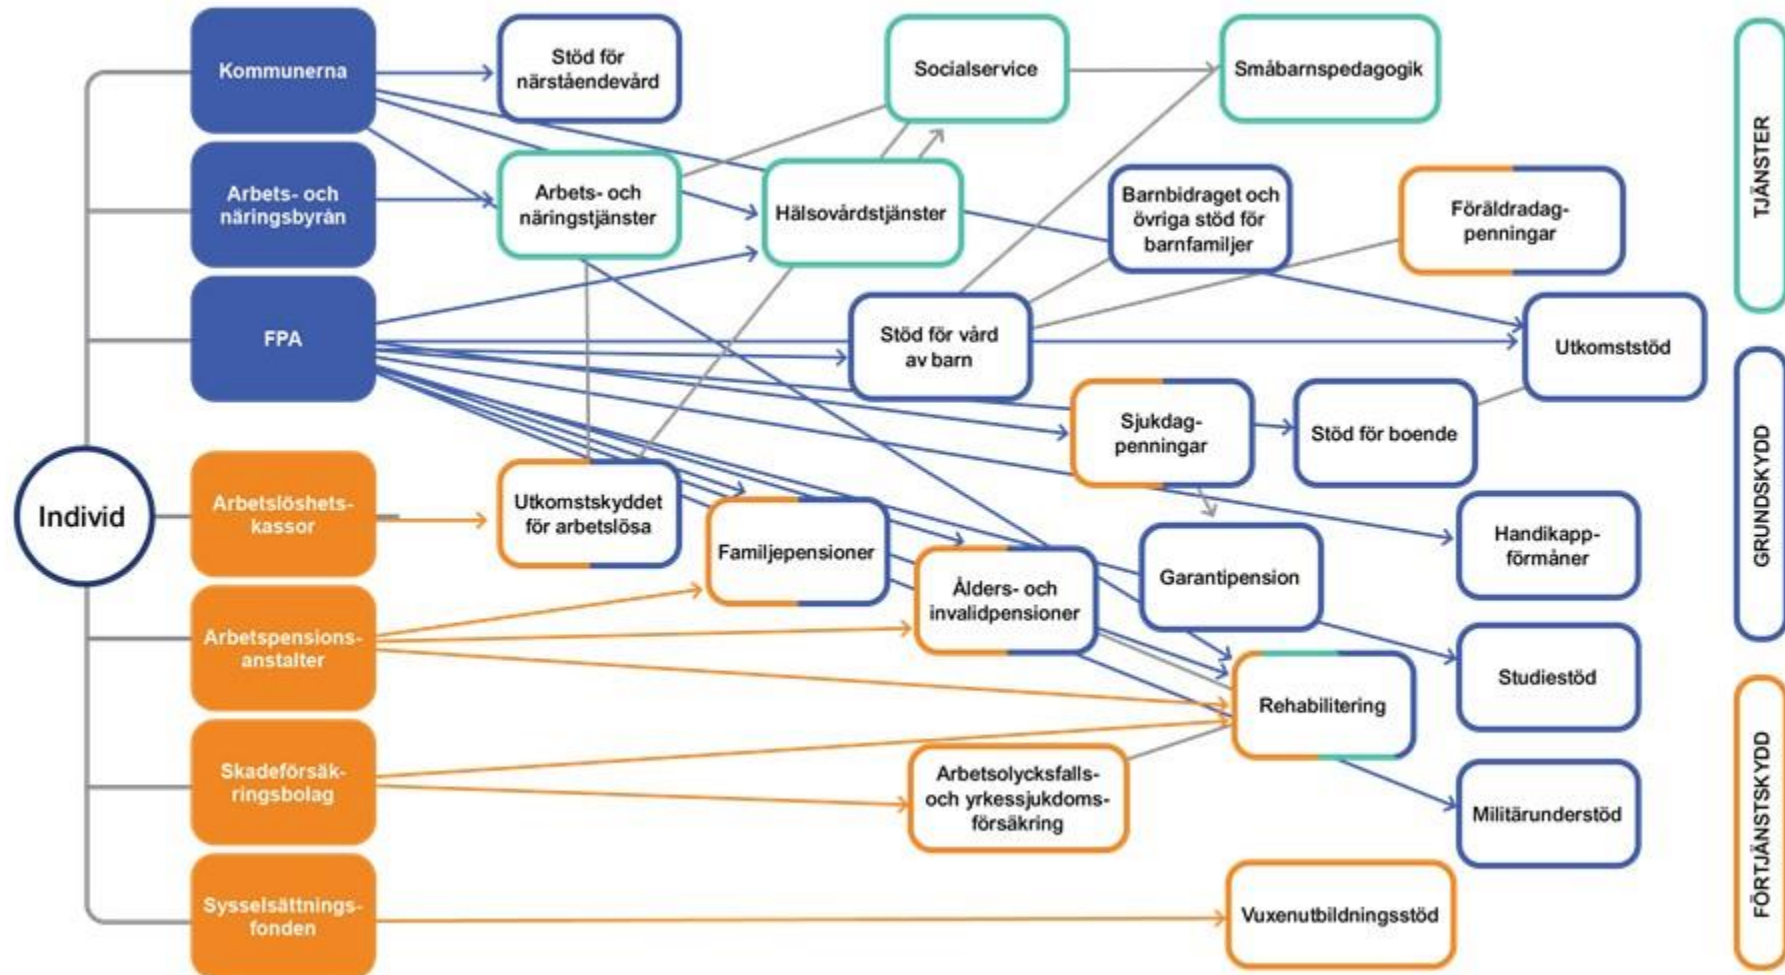 Kommunerna
Stöd för
närståendevård
Socialservice
Småbarnspedagogik
TJÄNSTER
Arbets- och
näringsbyrån
Arbets- och
näringstjänster
Hälsovårdstjänster
Barnbidraget och
övriga stöd för
barnfamiljer
Föräldradag-
penningar
FPA
Stöd för vård
av barn
Utkomststöd
GRUNDSKYDD
Sjukdag-
penningar
Stöd för boende
Individ
Arbetslöshets-
kassor
Utkomstskyddet
för arbetslösa
Familjepensioner
Ålders- och
invalidpensioner
Garantipension
Handikapp-
förmåner
Arbetspensions-
anstalter
Rehabilitering
Studiestöd
FÖRTJÄNSTSKYDD
Skadeförsäk-
ringsbolag
Arbetsolycksfalls-
och yrkessjukdoms-
försäkring
Militärunderstöd
Sysselsättnings-
fonden
Vuxenutbildningsstöd